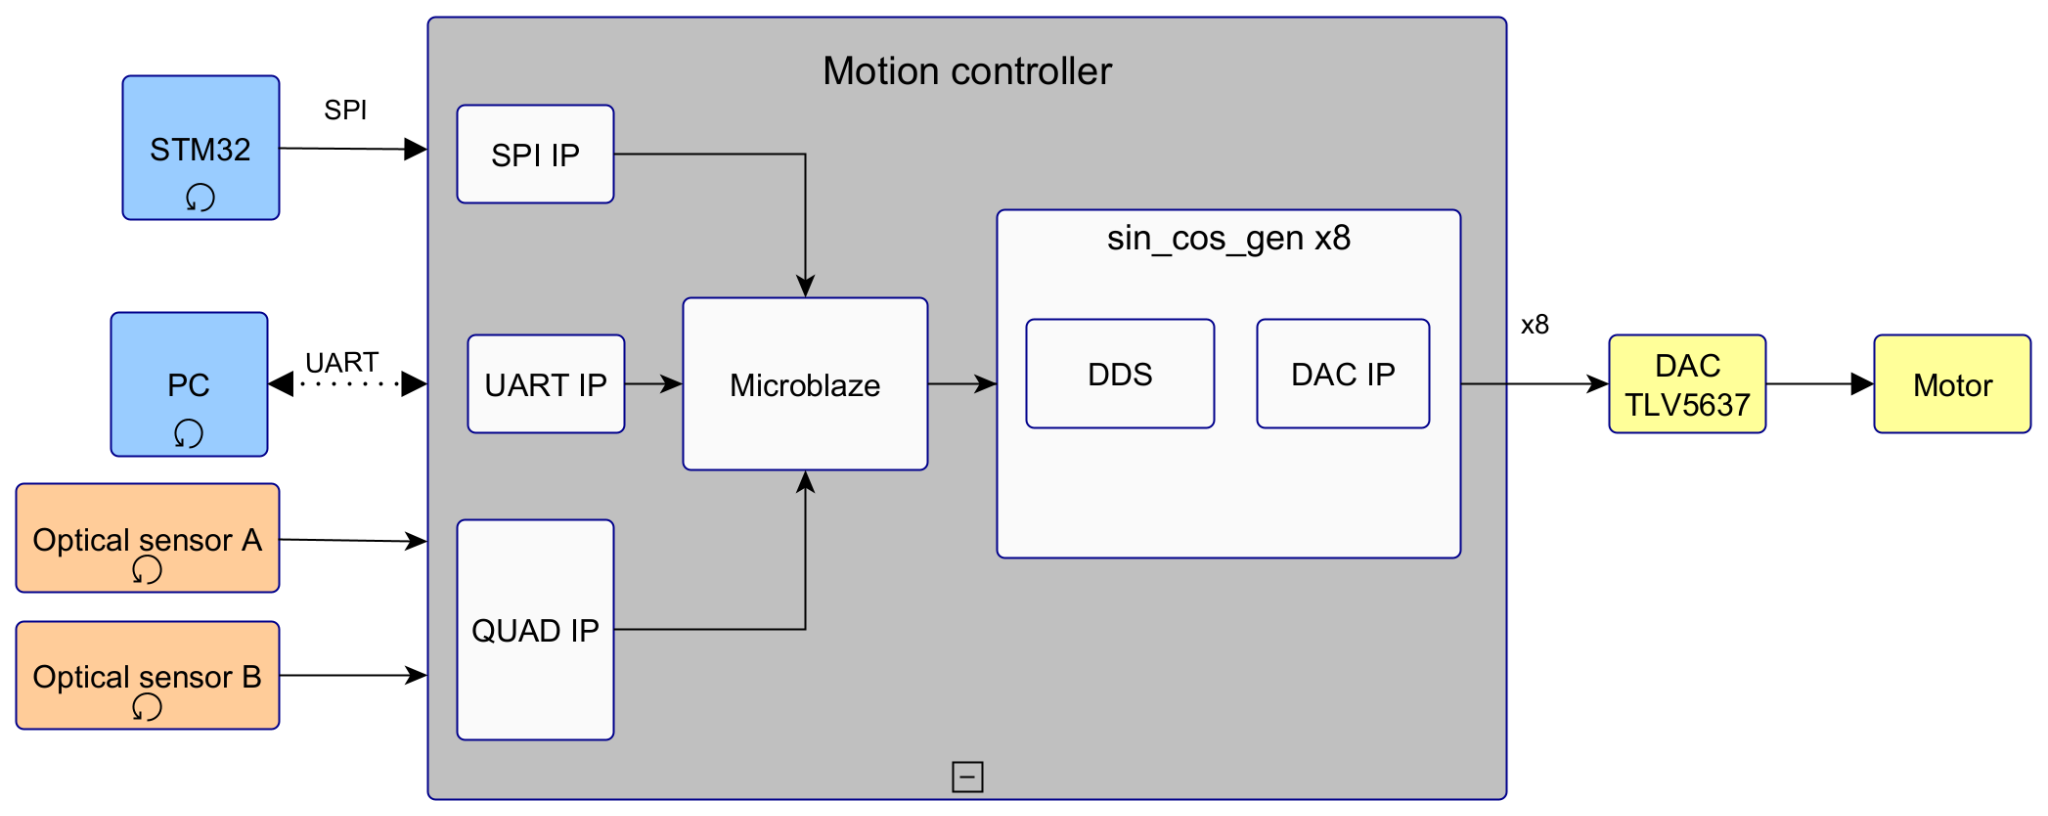 Motion controller
SPI
STM32
SPI IP
sin_cos_gen x8
x8
UART
PC
UART IP
Microblaze
DDS
DAC IP
DAC
TLV5637
Motor
Optical sensor A
QUAD IP
Optical sensor B